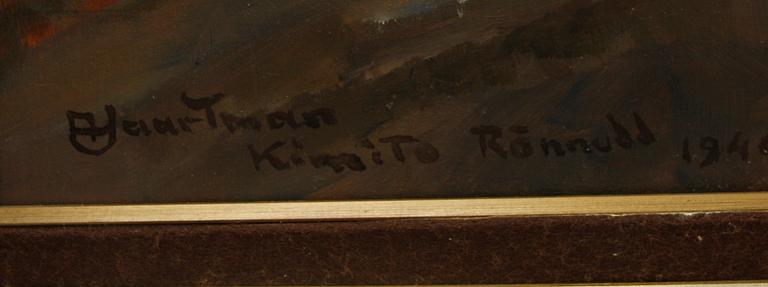 Haartman
Kimito Rönnudd 194